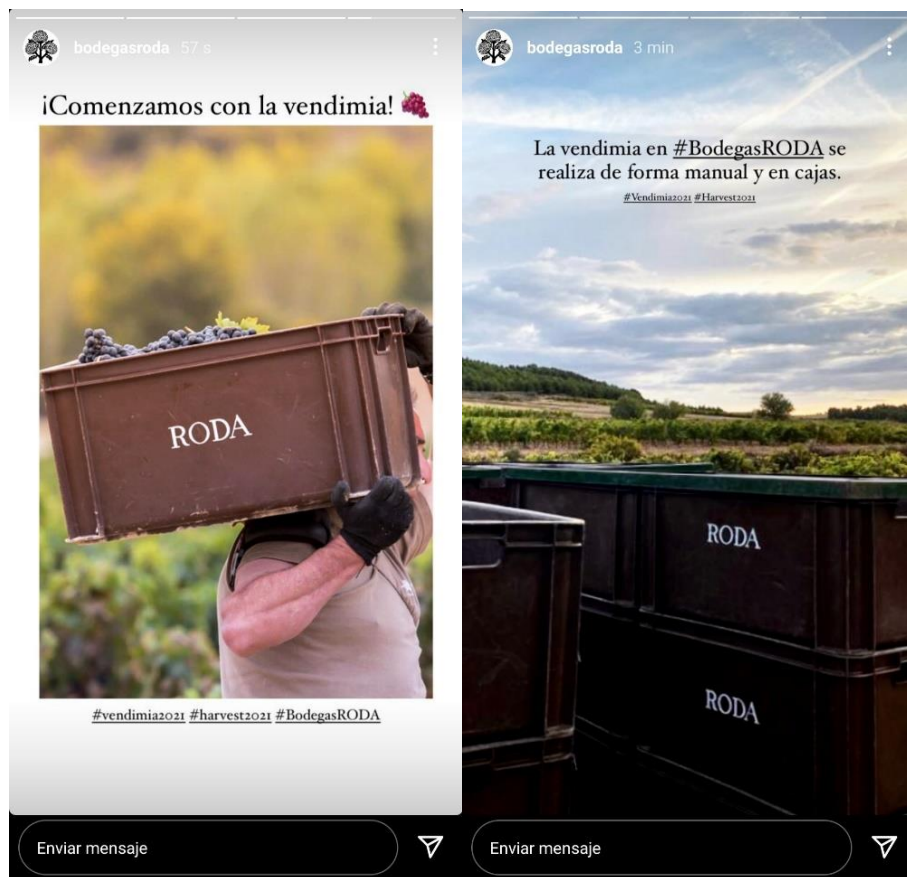 bodegasroda 57 s
¡Comenzamos con la vendimia!
RODA
#vendimia2021 #harvest2021 #BodegasRODA
Enviar mensaje
bodegasroda 3 min
La vendimia en #BodegasRODA se
realiza de forma manual y en cajas.
#Vendimia2021 #Harvest2021
RODA
RODA
Enviar mensaje